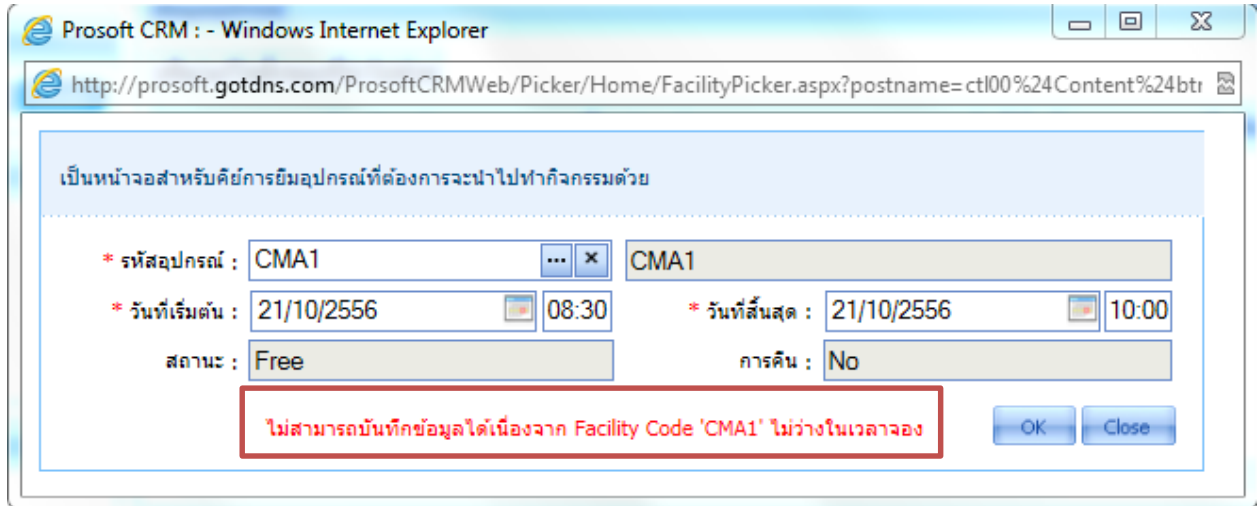 Prosoft CRM : - Windows Internet Explorer
http://prosoft.gotdns.com/ProsoftCRMWeb/Picker/Home/FacilityPicker.aspx?postname=ctl00%24Content%24btr
เป็นหน้าจอสำหรับคีย์การยืมอุปกรณ์ที่ต้องการจะนำไปทำกิจกรรมด้วย
* รหัสอุปกรณ์ : CMA1 ... × CMA1
* วันที่เริ่มต้น : 21/10/2556 08:30 * วันที่สิ้นสุด : 21/10/2556 10:00
สถานะ : Free การคืน : No
ไม่สามารถบันทึกข้อมูลได้เนื่องจาก Facility Code 'CMA1' ไม่ว่างในเวลาจอง OK Close